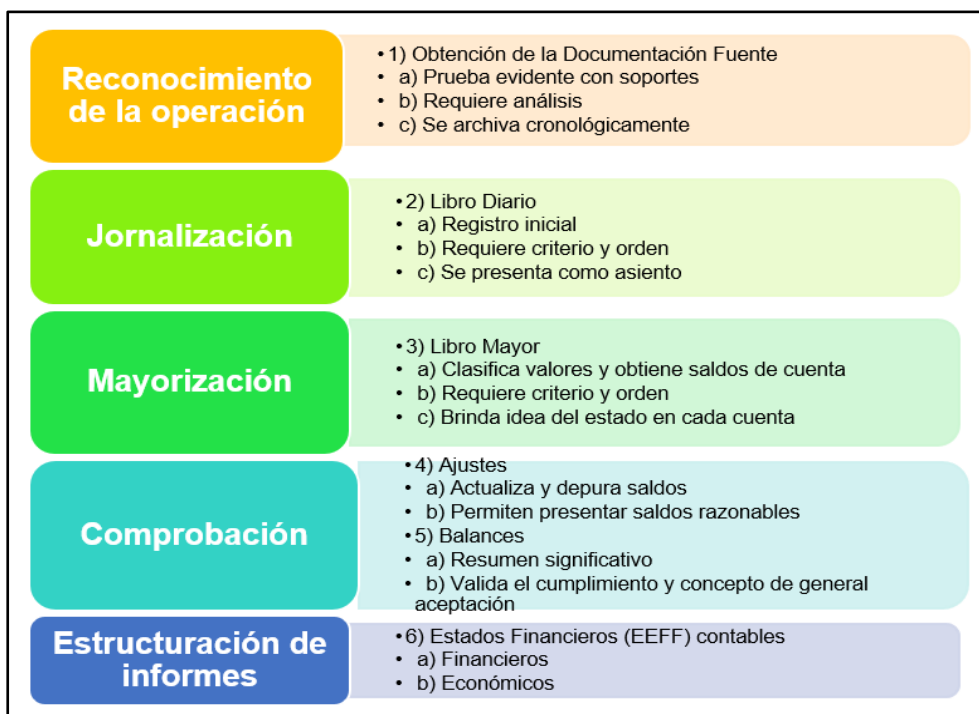 Reconocimiento
de la operación
•1) Obtención de la Documentación Fuente
• a) Prueba evidente con soportes
• b) Requiere análisis
• c) Se archiva cronológicamente
Jornalización
•2) Libro Diario
• a) Registro inicial
• b) Requiere criterio y orden
• c) Se presenta como asiento
Mayorización
•3) Libro Mayor
• a) Clasifica valores y obtiene saldos de cuenta
• b) Requiere criterio y orden
• c) Brinda idea del estado en cada cuenta
Comprobación
•4) Ajustes
• a) Actualiza y depura saldos
• b) Permiten presentar saldos razonables
•5) Balances
• a) Resumen significativo
• b) Valida el cumplimiento y concepto de general
aceptación
Estructuración de
informes
•6) Estados Financieros (EEFF) contables
• a) Financieros
• b) Económicos